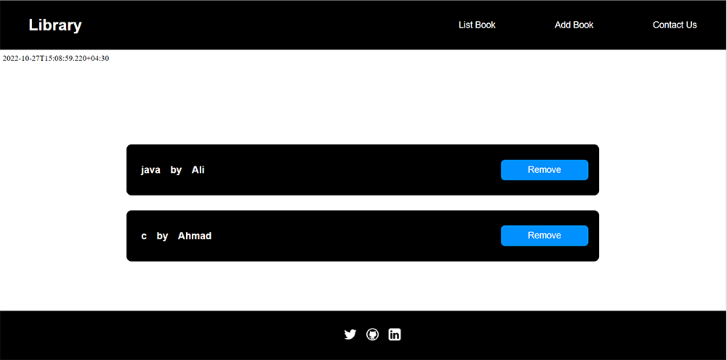 Library List Book Add Book Contact Us
2022-10-27T15:08:59.220+04:30
java by Ali Remove
c by Ahmad Remove